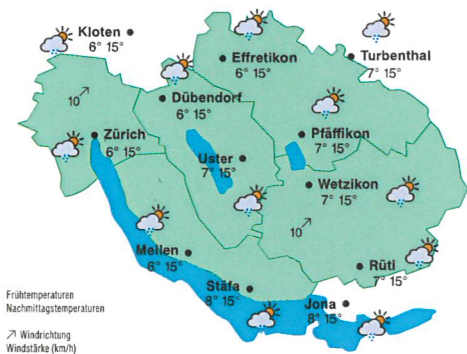 Kloten
6° 15°
Effretikon
6° 15°
Turbenthal
7° 15°
Dübendorf
6° 15°
10
Zürich
6° 15°
Pfäffikon
7° 15°
Uster
7° 15°
Wetzikon
7° 15°
10
Meilen
6° 15°
Rüti
7° 15°
Stäfa
8° 15°
Jona
8° 15°
Frühtemperaturen
Nachmittagstemperaturen
Windrichtung
Windstärke (km/h)